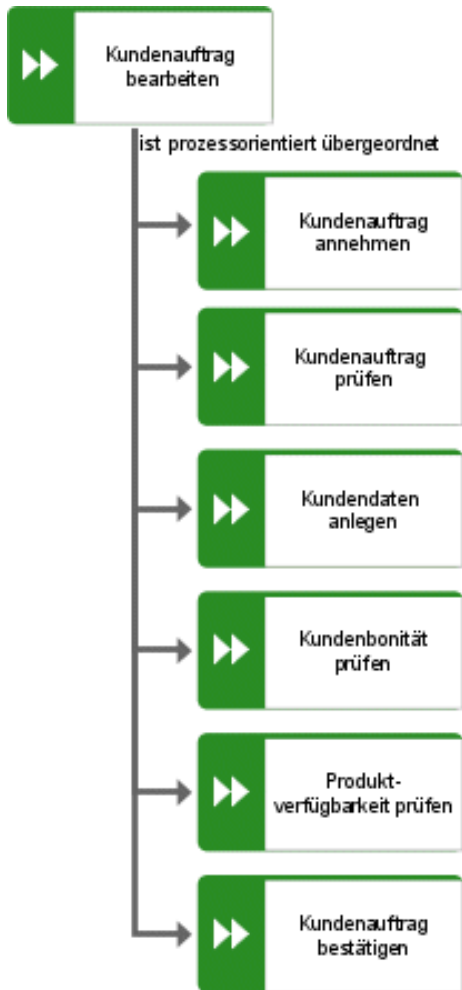 Kundenauftrag
bearbeiten
ist prozessorientiert übergeordnet
Kundenauftrag
annehmen
Kundenauftrag
prüfen
Kundendaten
anlegen
Kundenbonität
prüfen
Produkt-
verfügbarkeit prüfen
Kundenauftrag
bestätigen